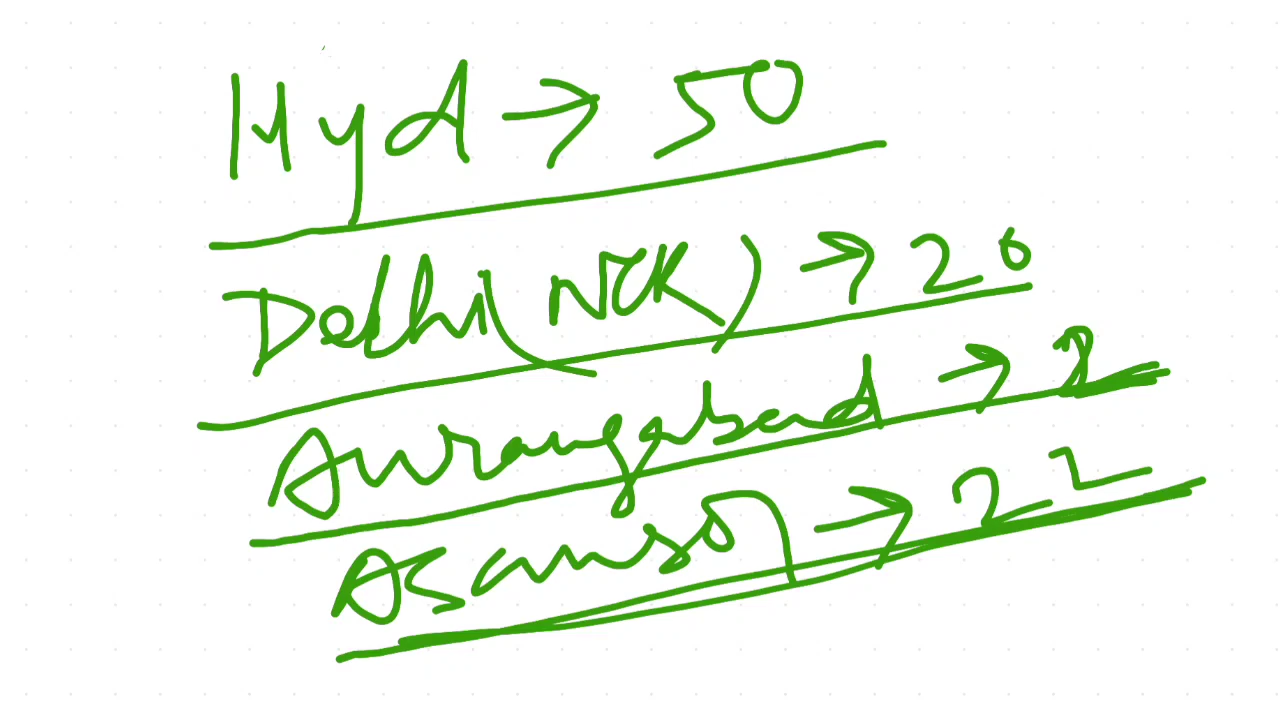 Hyd → 50
Delhi (NCR) → 20
Aurangabad → 2
Asansol → 22